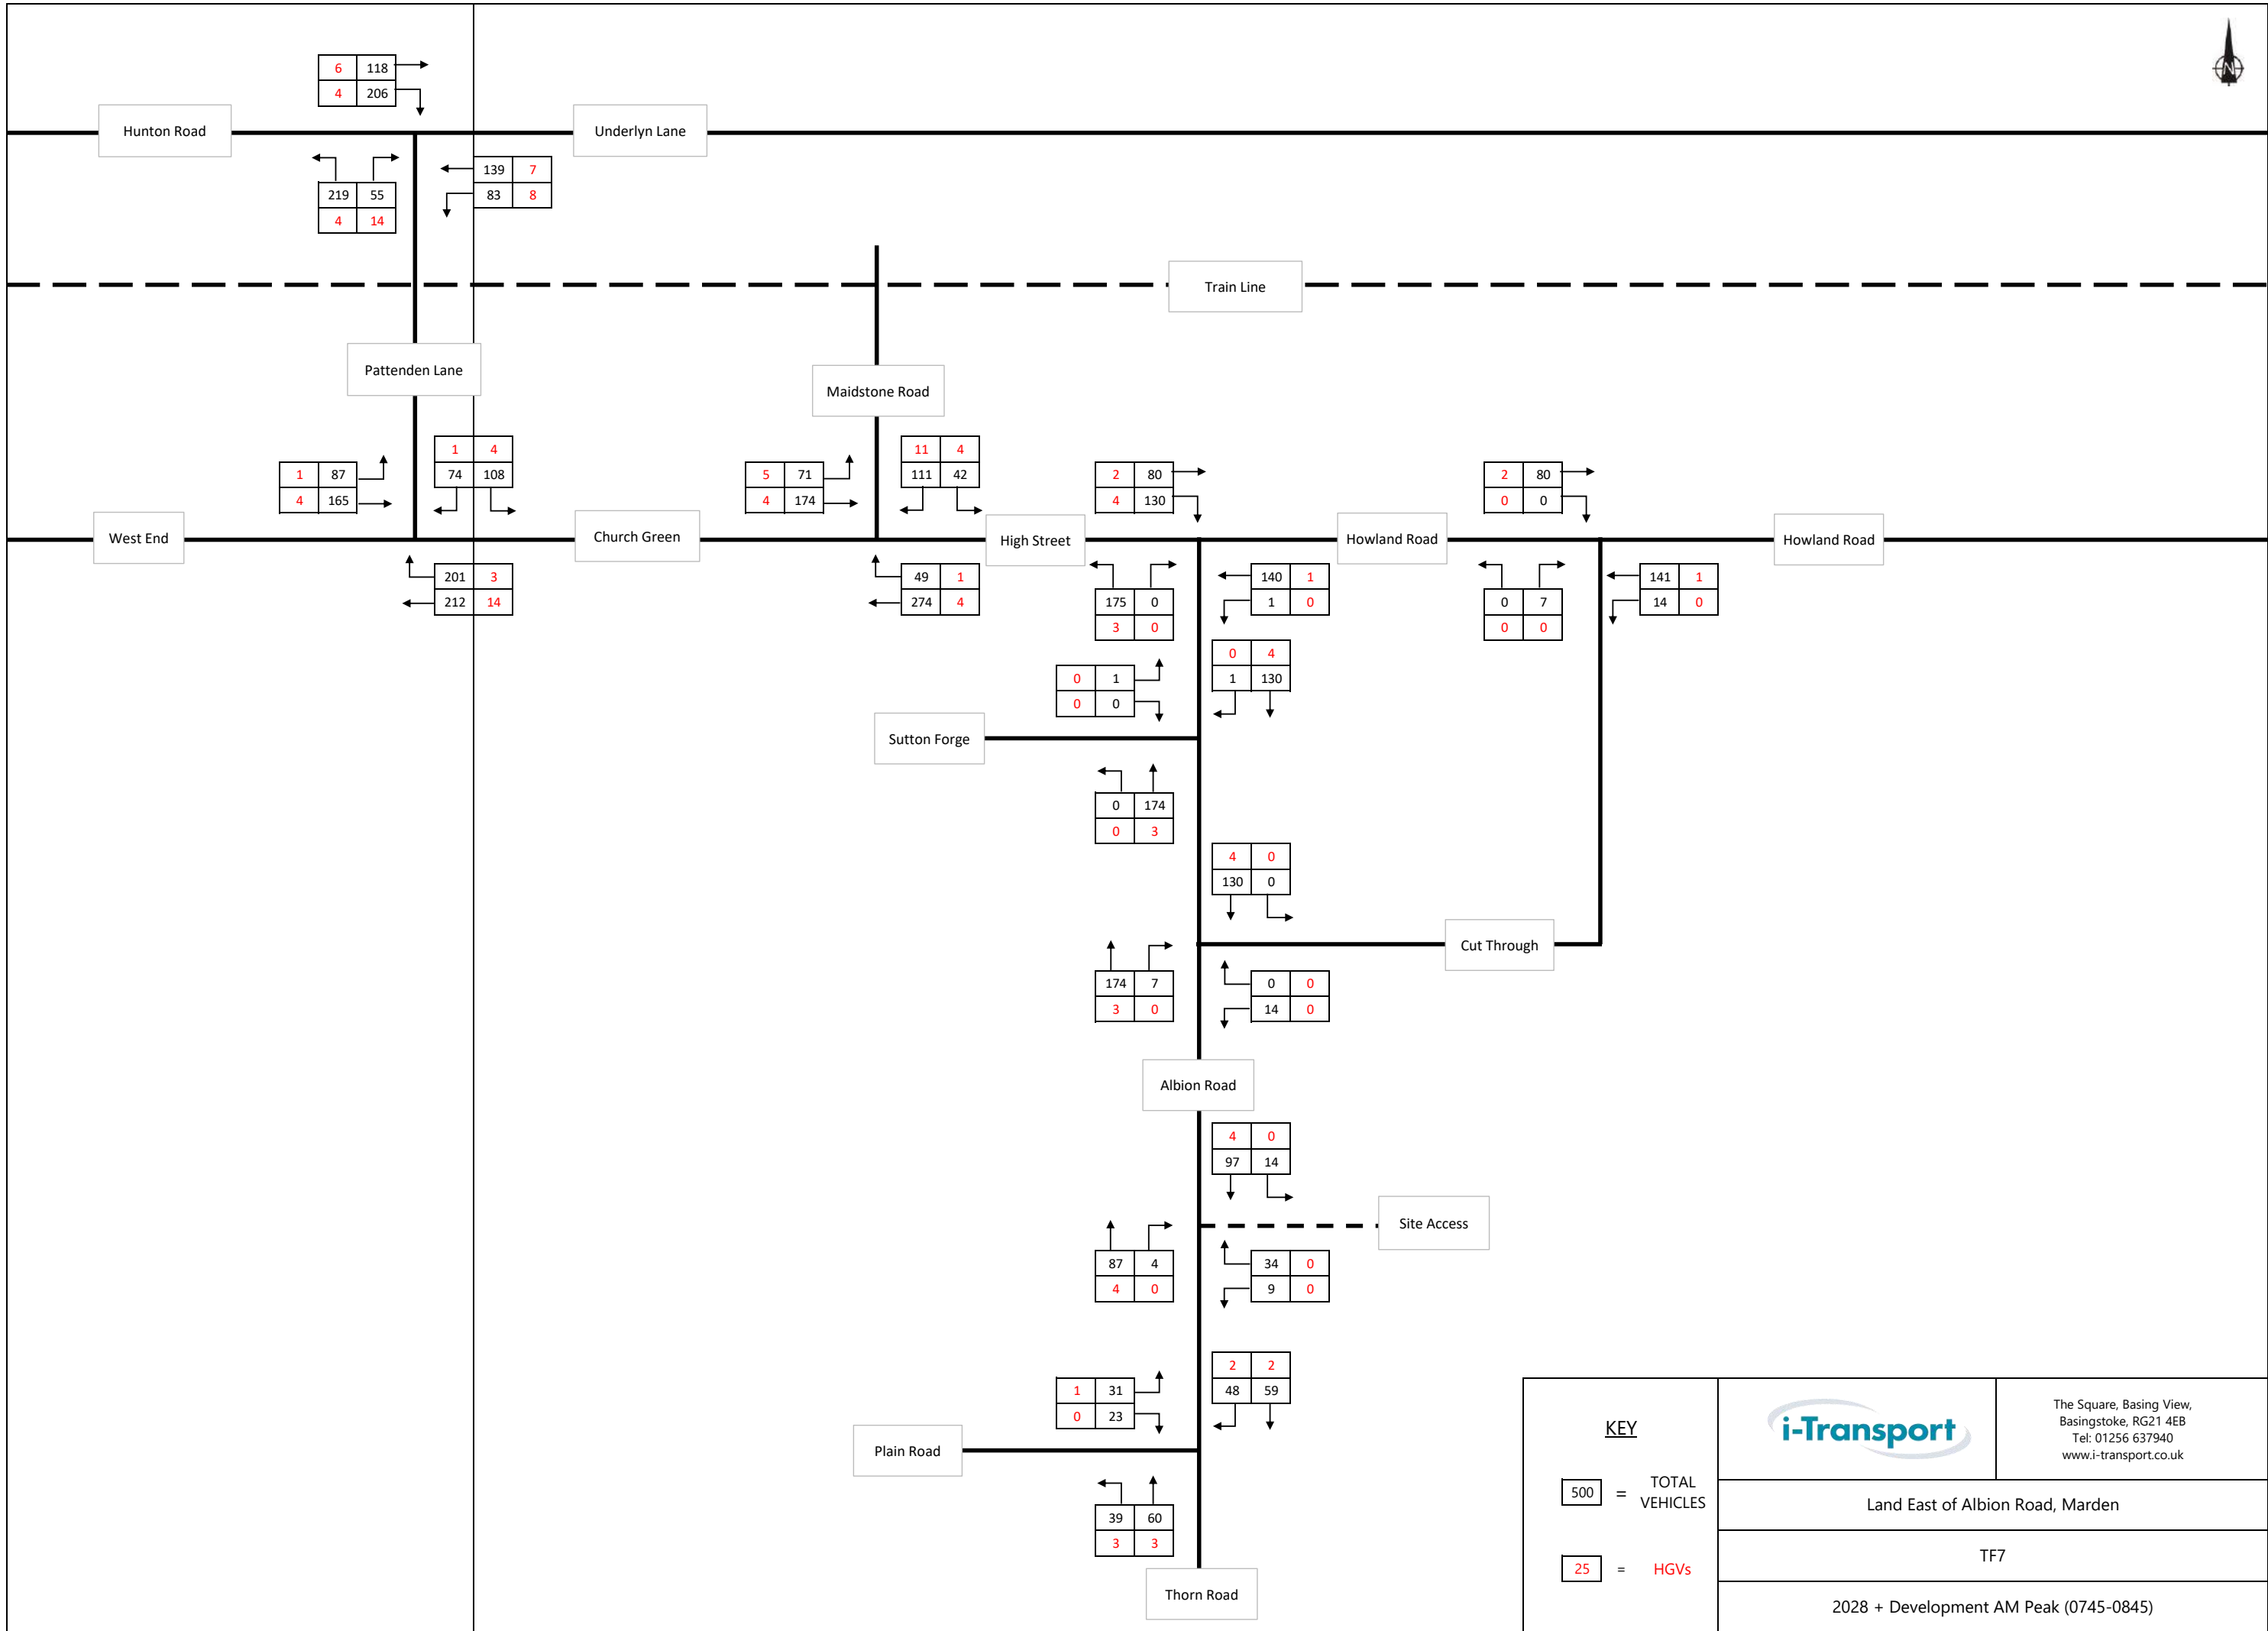 N
6 118
4 206
Hunton Road
Underlyn Lane
139 7
83 8
219 55
4 14
Train Line
Pattenden Lane
Maidstone Road
1 4
74 108
1 87
4 165
11 4
111 42
5 71
4 174
2 80
4 130
2 80
0 0
West End
Church Green
High Street
Howland Road
Howland Road
201 3
212 14
49 1
274 4
175 0
3 0
140 1
1 0
0 7
0 0
141 1
14 0
0 4
1 130
0 1
0 0
Sutton Forge
0 174
0 3
4 0
130 0
Cut Through
174 7
3 0
0 0
14 0
Albion Road
4 0
97 14
Site Access
87 4
4 0
34 0
9 0
2 2
48 59
1 31
0 23
Plain Road
39 60
3 3
Thorn Road
KEY
500 = TOTAL
VEHICLES
25 = HGVs
i-Transport
The Square, Basing View,
Basingstoke, RG21 4EB
Tel: 01256 637940
www.i-transport.co.uk
Land East of Albion Road, Marden
TF7
2028 + Development AM Peak (0745-0845)